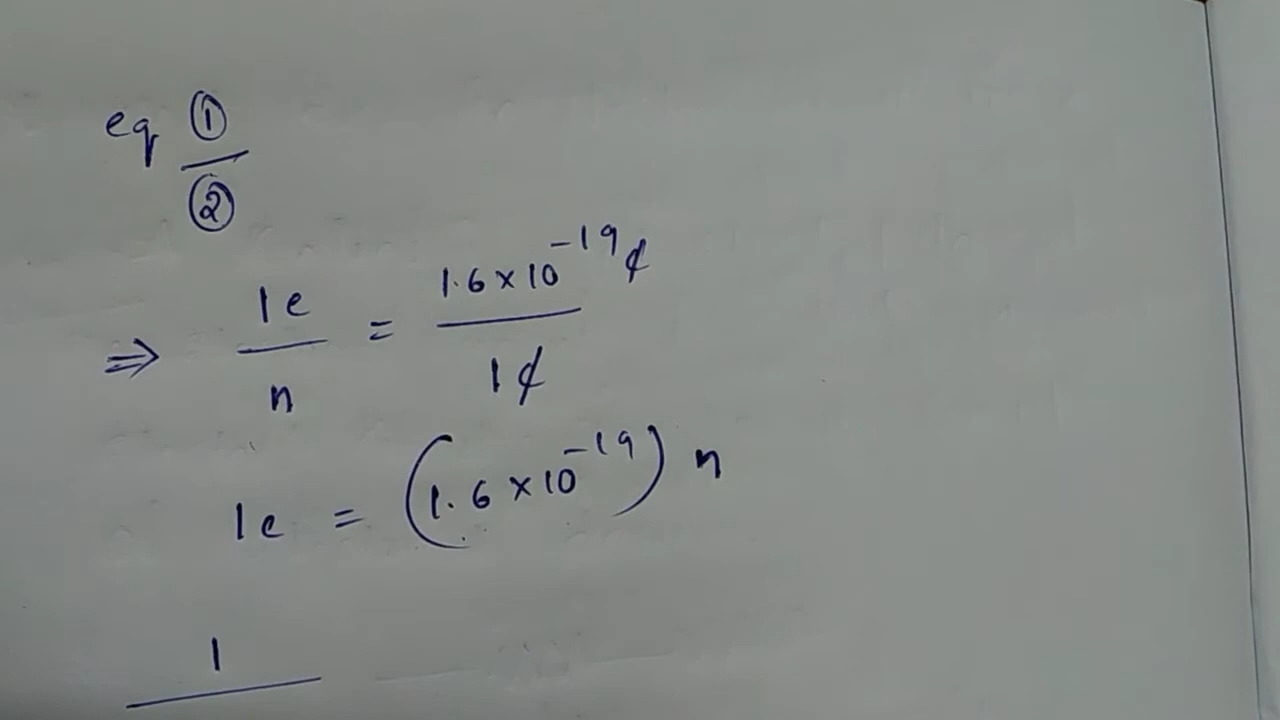 eq ①/②
⇒ 1e/n = 1.6×10⁻¹⁹ C/1 C
1e = (1.6×10⁻¹⁹) n
1